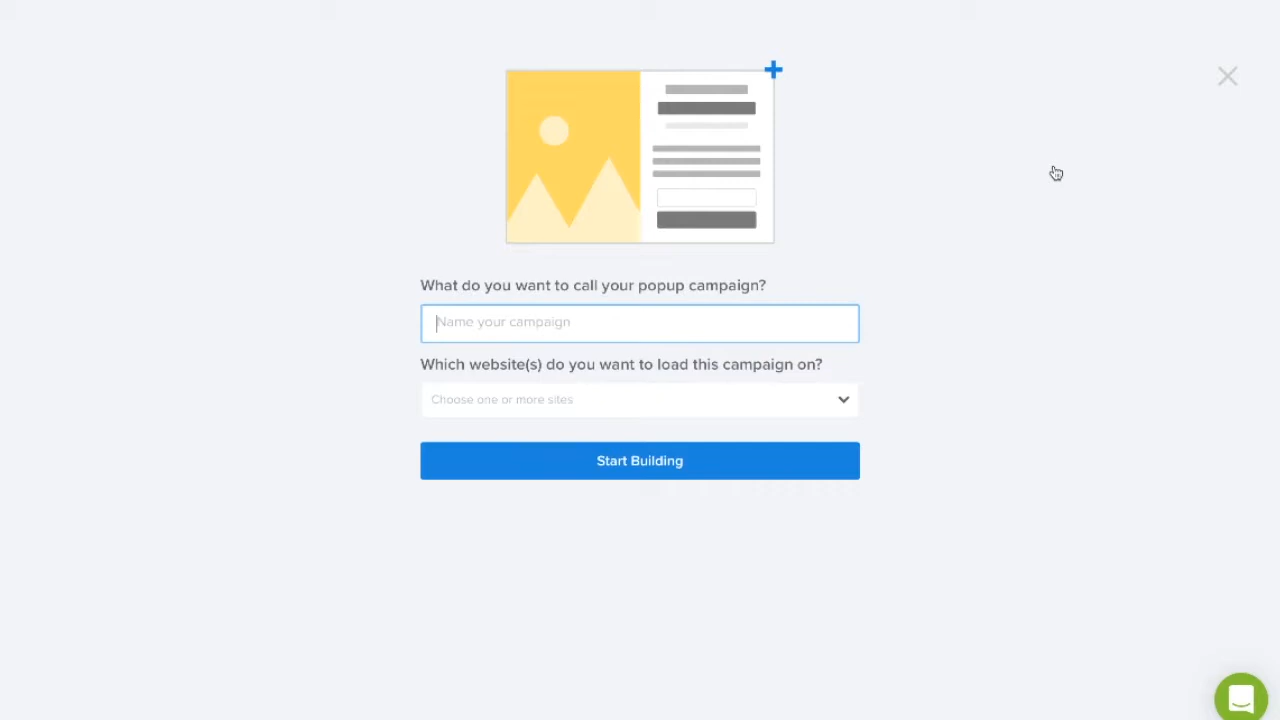 What do you want to call your popup campaign?
Name your campaign
Which website(s) do you want to load this campaign on?
Choose one or more sites
Start Building